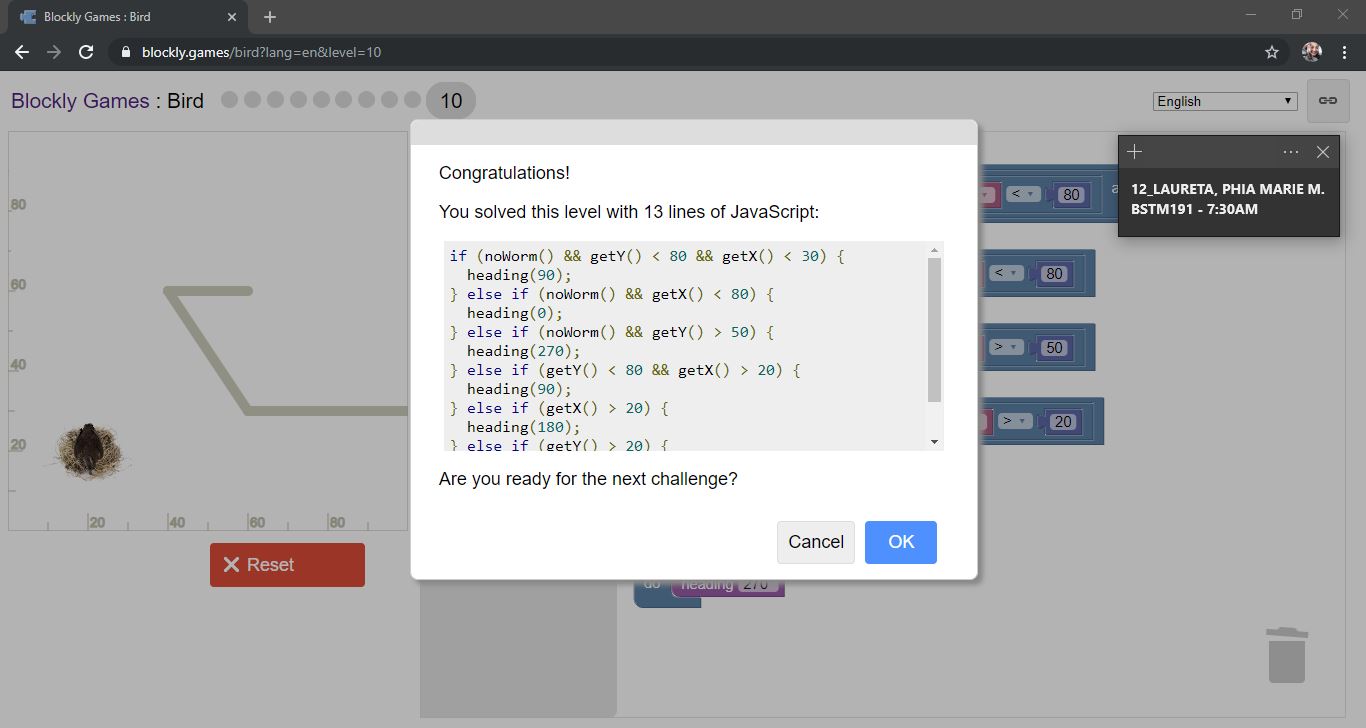 Blockly Games : Bird
blockly.games/bird?lang=en&level=10
Blockly Games : Bird 10
English
12_LAURETA, PHIA MARIE M.
BSTM191 - 7:30AM
Congratulations!
You solved this level with 13 lines of JavaScript:
if (noWorm() && getY() < 80 && getX() < 30) {
heading(90);
} else if (noWorm() && getX() < 80) {
heading(0);
} else if (noWorm() && getY() > 50) {
heading(270);
} else if (getY() < 80 && getX() > 20) {
heading(90);
} else if (getX() > 20) {
heading(180);
} else if (getY() > 20) {
Are you ready for the next challenge?
Cancel OK
80
60
40
20
20 40 60 80
Reset
< 80 a
< 80
> 50
> 20
do heading 270